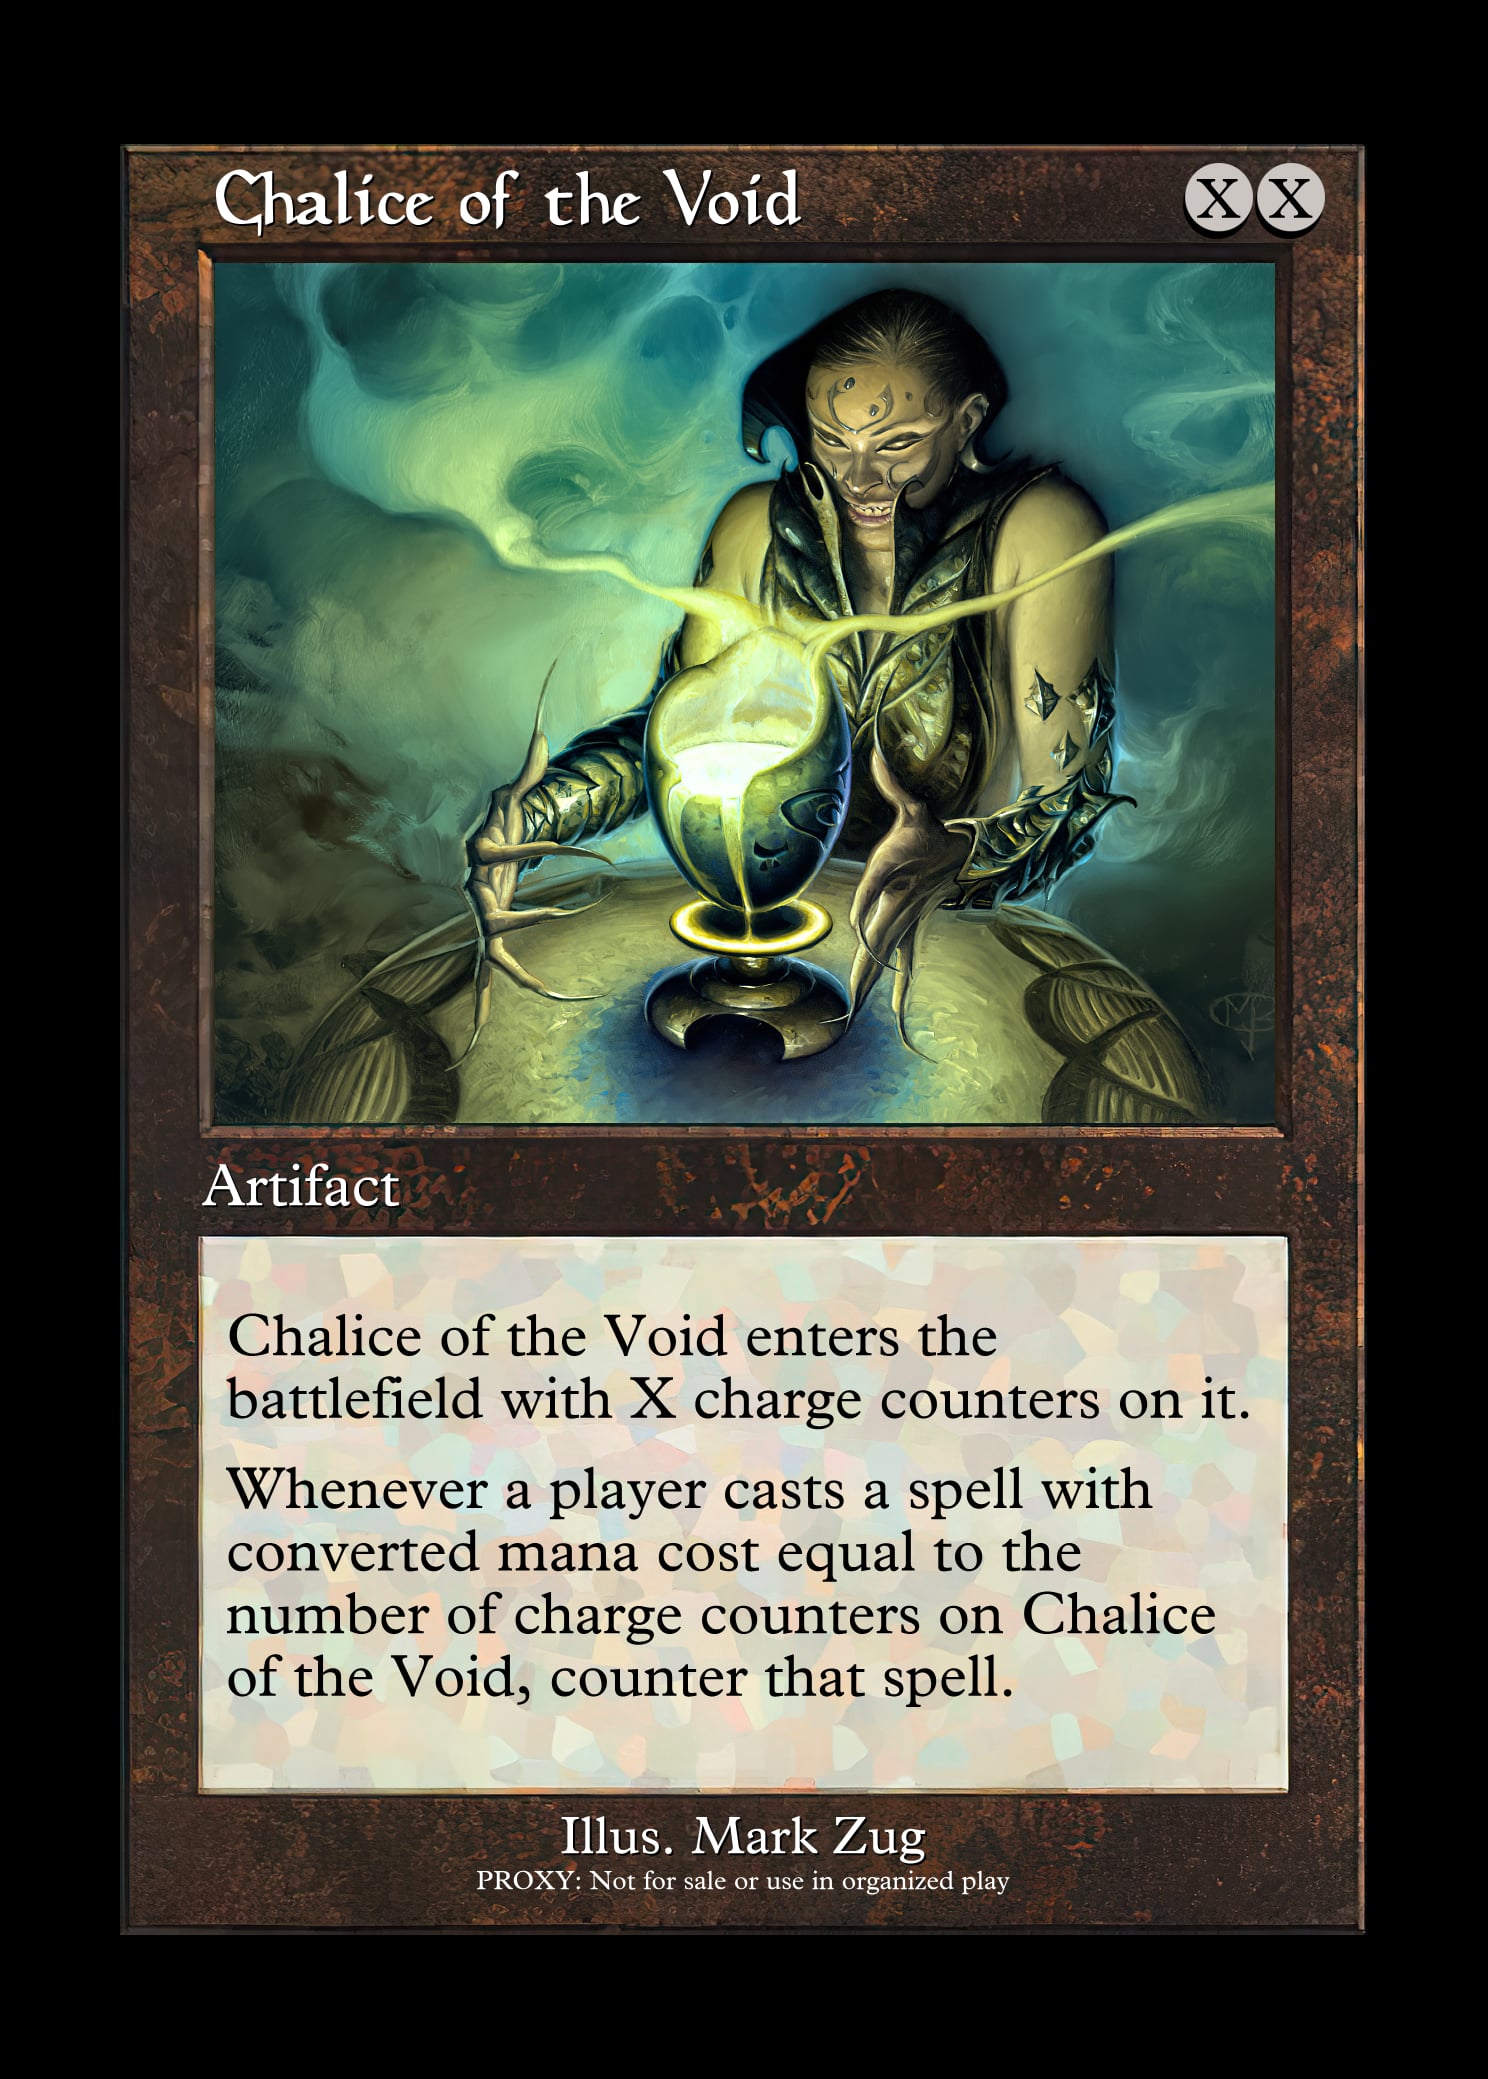 Chalice of the Void XX
Artifact
Chalice of the Void enters the
battlefield with X charge counters on it.
Whenever a player casts a spell with
converted mana cost equal to the
number of charge counters on Chalice
of the Void, counter that spell.
Illus. Mark Zug
PROXY: Not for sale or use in organized play